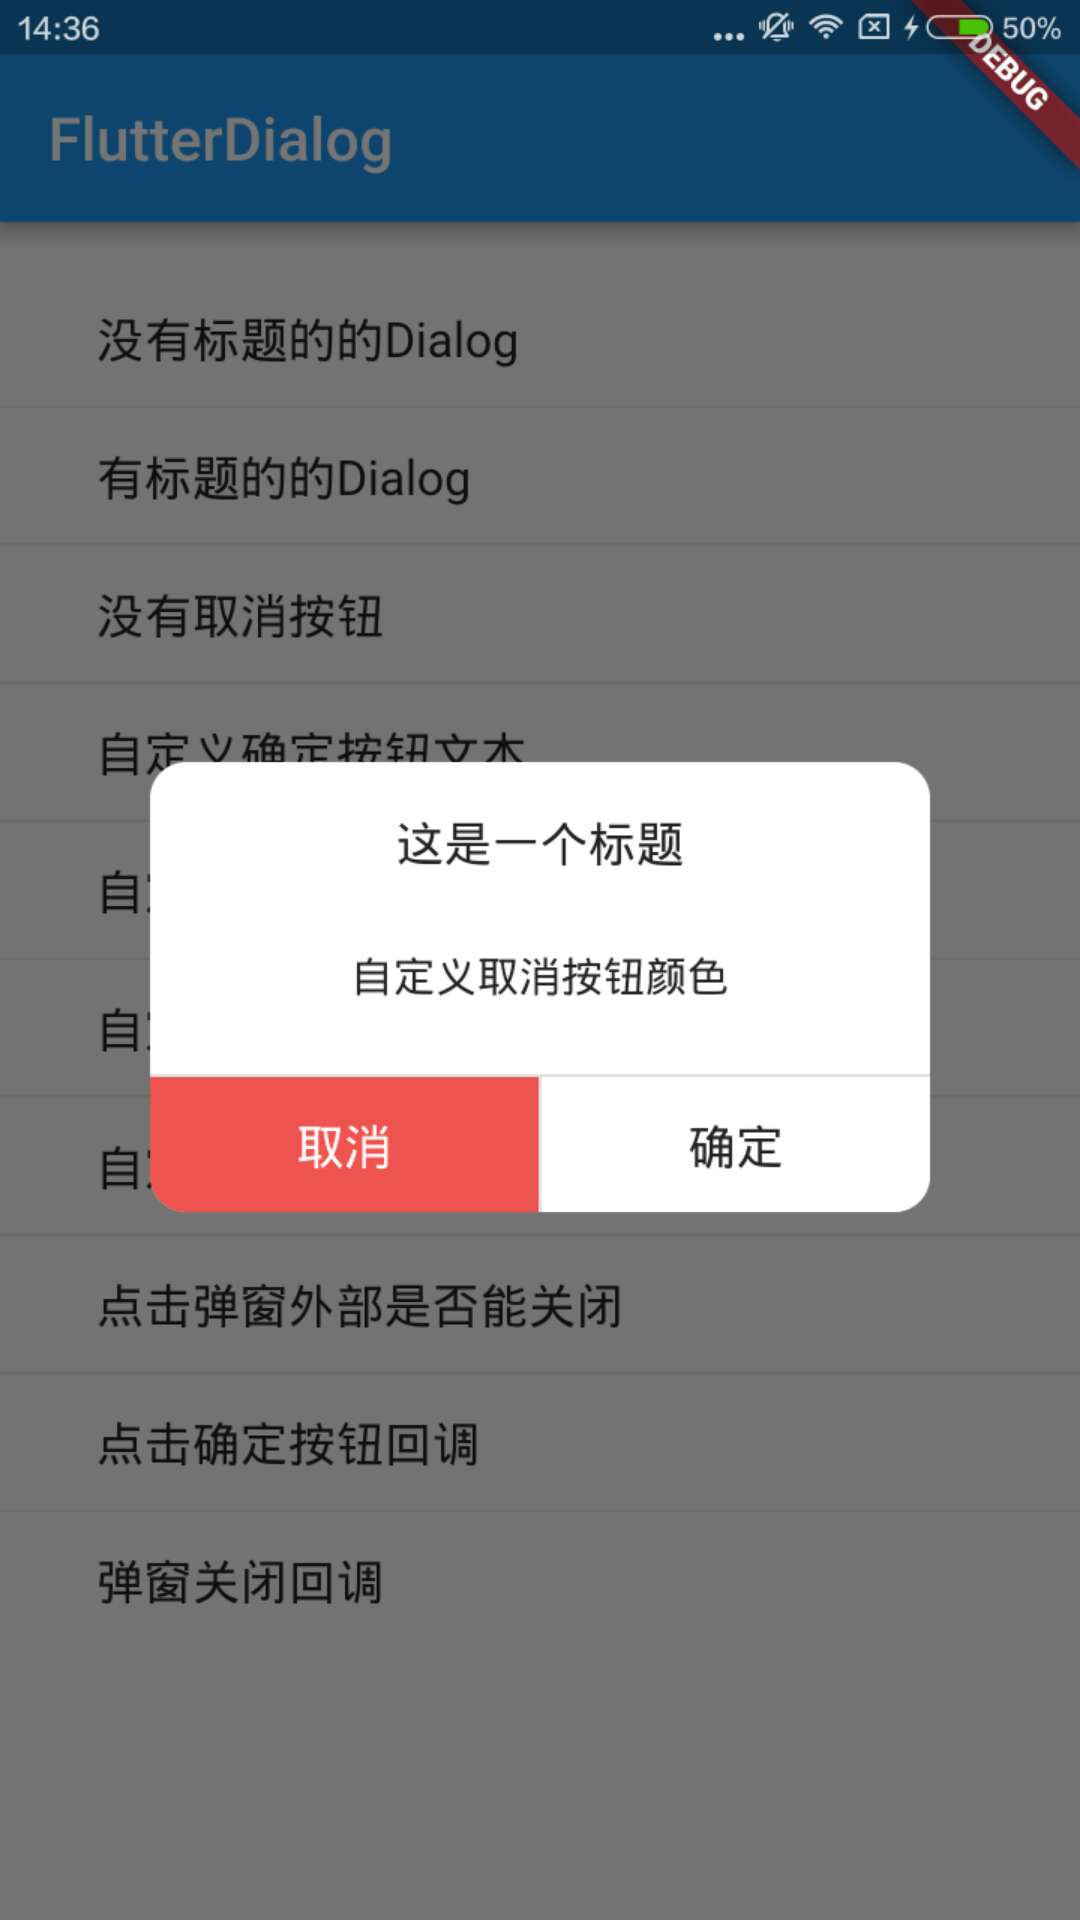 14:36
50%
DEBUG
FlutterDialog
没有标题的的Dialog
有标题的的Dialog
没有取消按钮
自定义确定按钮文本
自
自
自
这是一个标题
自定义取消按钮颜色
取消
确定
点击弹窗外部是否能关闭
点击确定按钮回调
弹窗关闭回调